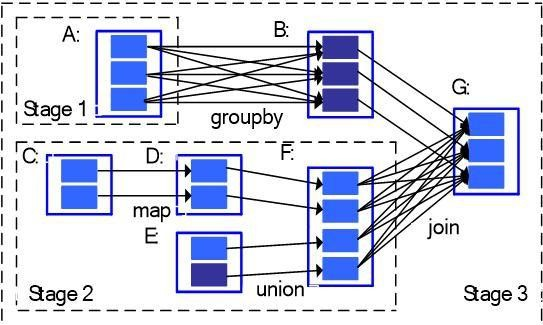 A:
B:
G:
Stage 1
groupby
C:
D:
F:
map
E:
join
Stage 2
union
Stage 3